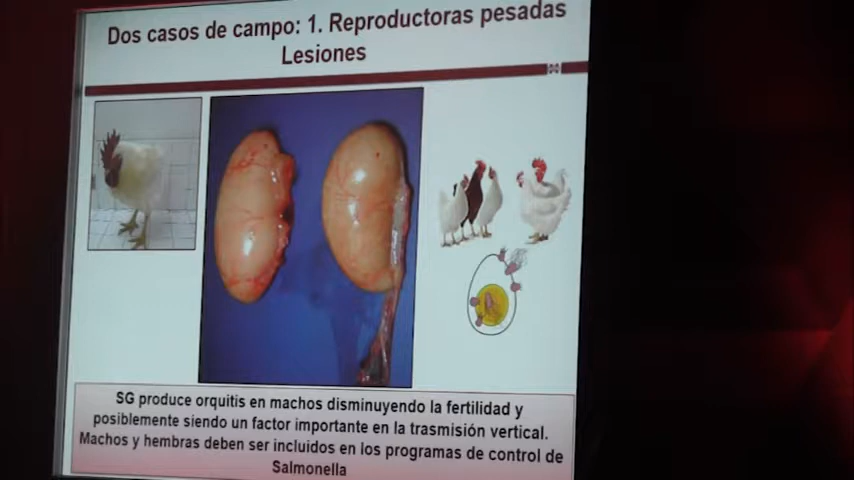 Dos casos de campo: 1. Reproductoras pesadas
Lesiones
SG produce orquitis en machos disminuyendo la fertilidad y
posiblemente siendo un factor importante en la trasmisión vertical.
Machos y hembras deben ser incluidos en los programas de control de
Salmonella